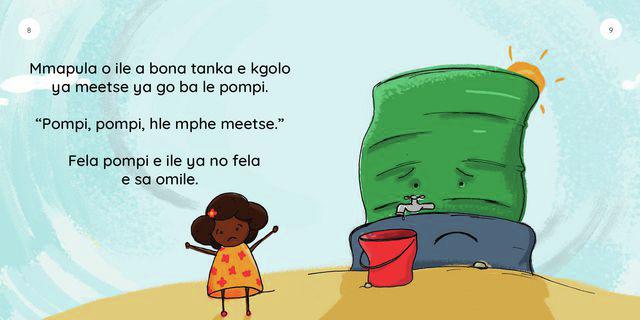 8
Mmapula o ile a bona tanka e kgolo
ya meetse ya go ba le pompi.
“Pompi, pompi, hle mphe meetse.”
Fela pompi e ile ya no fela
e sa omile.
9